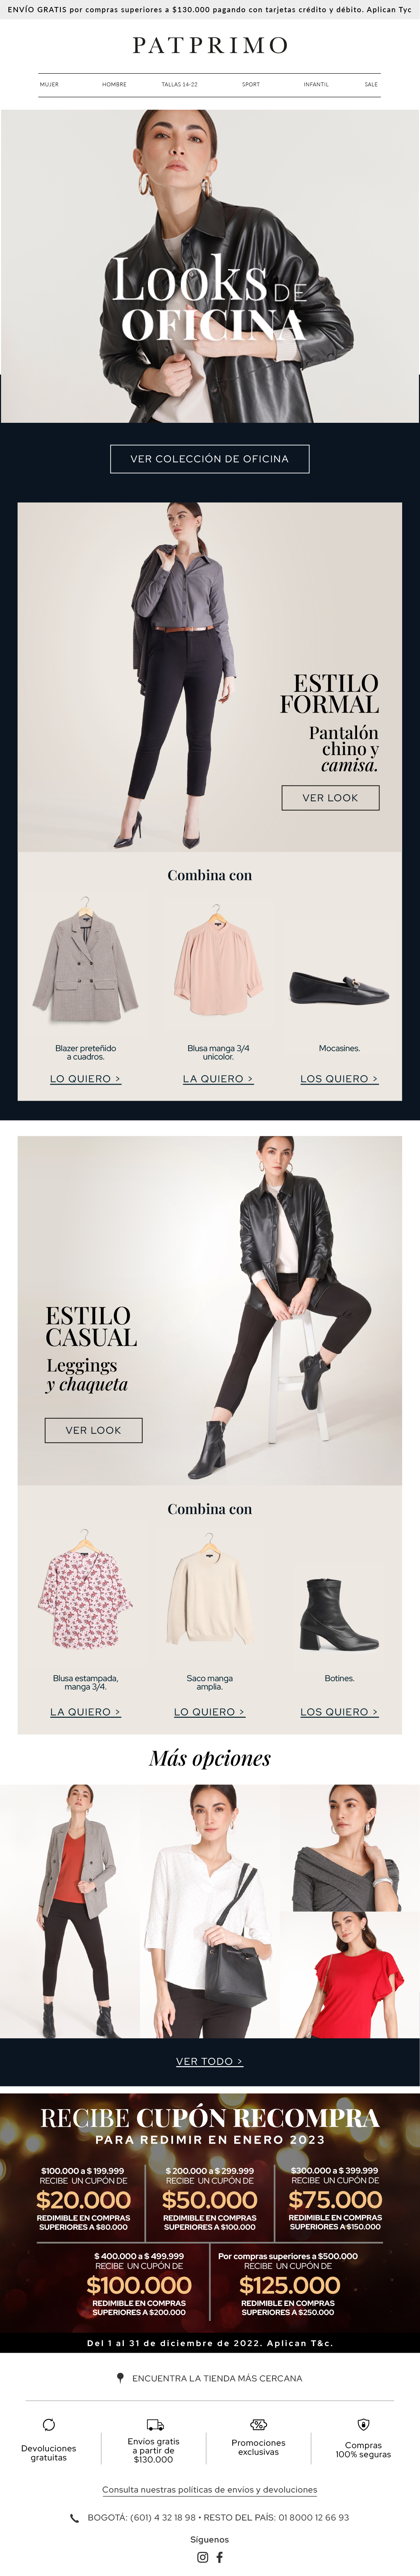 ENVÍO GRATIS por compras superiores a $130.000 pagando con tarjetas crédito y débito. Aplican Tyc
PATPRIMO
MUJER HOMBRE TALLAS 14-22 SPORT INFANTIL SALE
Looks DE
OFICINA
VER COLECCIÓN DE OFICINA
ESTILO
FORMAL
Pantalón
chino y
camisa.
VER LOOK
Combina con
Blazer preteñido
a cuadros.
LO QUIERO >
Blusa manga 3/4
unicolor.
LA QUIERO >
Mocasines.
LOS QUIERO >
ESTILO
CASUAL
Leggings
y chaqueta
VER LOOK
Combina con
Blusa estampada,
manga 3/4.
LA QUIERO >
Saco manga
amplia.
LO QUIERO >
Botines.
LOS QUIERO >
Más opciones
VER TODO >
RECIBE CUPÓN RECOMPRA
PARA REDIMIR EN ENERO 2023
$100.000 a $ 199.999
RECIBE UN CUPÓN DE
$20.000
REDIMIBLE EN COMPRAS
SUPERIORES A $80.000
$ 200.000 a $ 299.999
RECIBE UN CUPÓN DE
$50.000
REDIMIBLE EN COMPRAS
SUPERIORES A $100.000
$300.000 a $ 399.999
RECIBE UN CUPÓN DE
$75.000
REDIMIBLE EN COMPRAS
SUPERIORES A $150.000
$ 400.000 a $ 499.999
RECIBE UN CUPÓN DE
$100.000
REDIMIBLE EN COMPRAS
SUPERIORES A $200.000
Por compras superiores a $500.000
RECIBE UN CUPÓN DE
$125.000
REDIMIBLE EN COMPRAS
SUPERIORES A $250.000
Del 1 al 31 de diciembre de 2022. Aplican T&c.
ENCUENTRA LA TIENDA MÁS CERCANA
Devoluciones
gratuitas
Envíos gratis
a partir de
$130.000
Promociones
exclusivas
Compras
100% seguras
Consulta nuestras políticas de envíos y devoluciones
BOGOTÁ: (601) 4 32 18 98 • RESTO DEL PAÍS: 01 8000 12 66 93
Síguenos